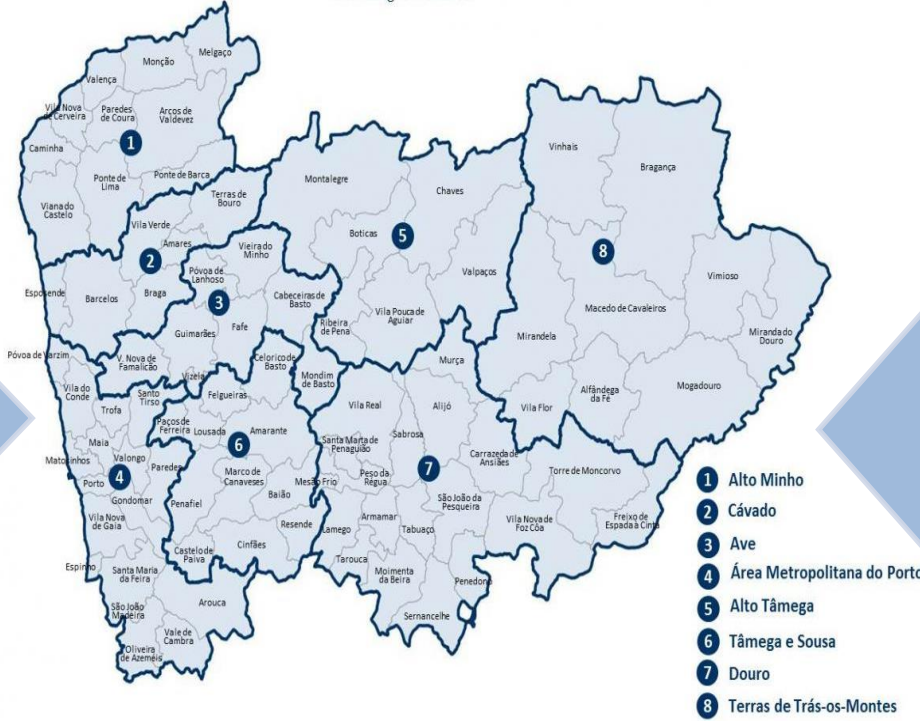 Melgaço
Monção
Valença
Vila Nova
de Cerveira
Paredes
de Coura
Arcos de
Valdevez
Caminha
1
Ponte de
Lima
Ponte de Barca
Viana do
Castelo
Terras de
Bouro
Vila Verde
Amares
2
Esposende
Barcelos
Braga
Vieira do
Minho
Póvoa de
Lanhoso
3
Cabeceiras de
Basto
Guimarães
Fafe
V. Nova de
Famalicão
Vizela
Celorico de
Basto
Mondim
de Basto
Montalegre
Chaves
Boticas
5
Valpaços
Vila Pouca de
Aguiar
Ribeira
de Pena
Vinhais
Bragança
8
Vimioso
Macedo de Cavaleiros
Miranda do
Douro
Mirandela
Alfândega
da Fé
Mogadouro
Vila Flor
Póvoa de Varzim
Vila do
Conde
Santo
Tirso
Trofa
Maia
Matosinhos
Valongo
Paredes
Porto
4
Gondomar
Vila Nova
de Gaia
Espinho
Santa Maria
da Feira
Arouca
São João
Madeira
Vale de
Cambra
Oliveira
de Azeméis
Felgueiras
Paços de
Ferreira
Lousada
Amarante
6
Marco de
Canaveses
Baião
Penafiel
Resende
Cinfães
Castelo de
Paiva
Murça
Vila Real
Alijó
Sabrosa
Santa Marta de
Penaguião
Peso da
Régua
7
Carrazeda de
Ansiães
Mesão Frio
Torre de Moncorvo
São João da
Pesqueira
Lamego
Armamar
Tabuaço
Vila Nova de
Foz Côa
Freixo de
Espada à Cinta
Tarouca
Moimenta
da Beira
Penedono
Sernancelhe
1 Alto Minho
2 Cávado
3 Ave
4 Área Metropolitana do Porto
5 Alto Tâmega
6 Tâmega e Sousa
7 Douro
8 Terras de Trás-os-Montes